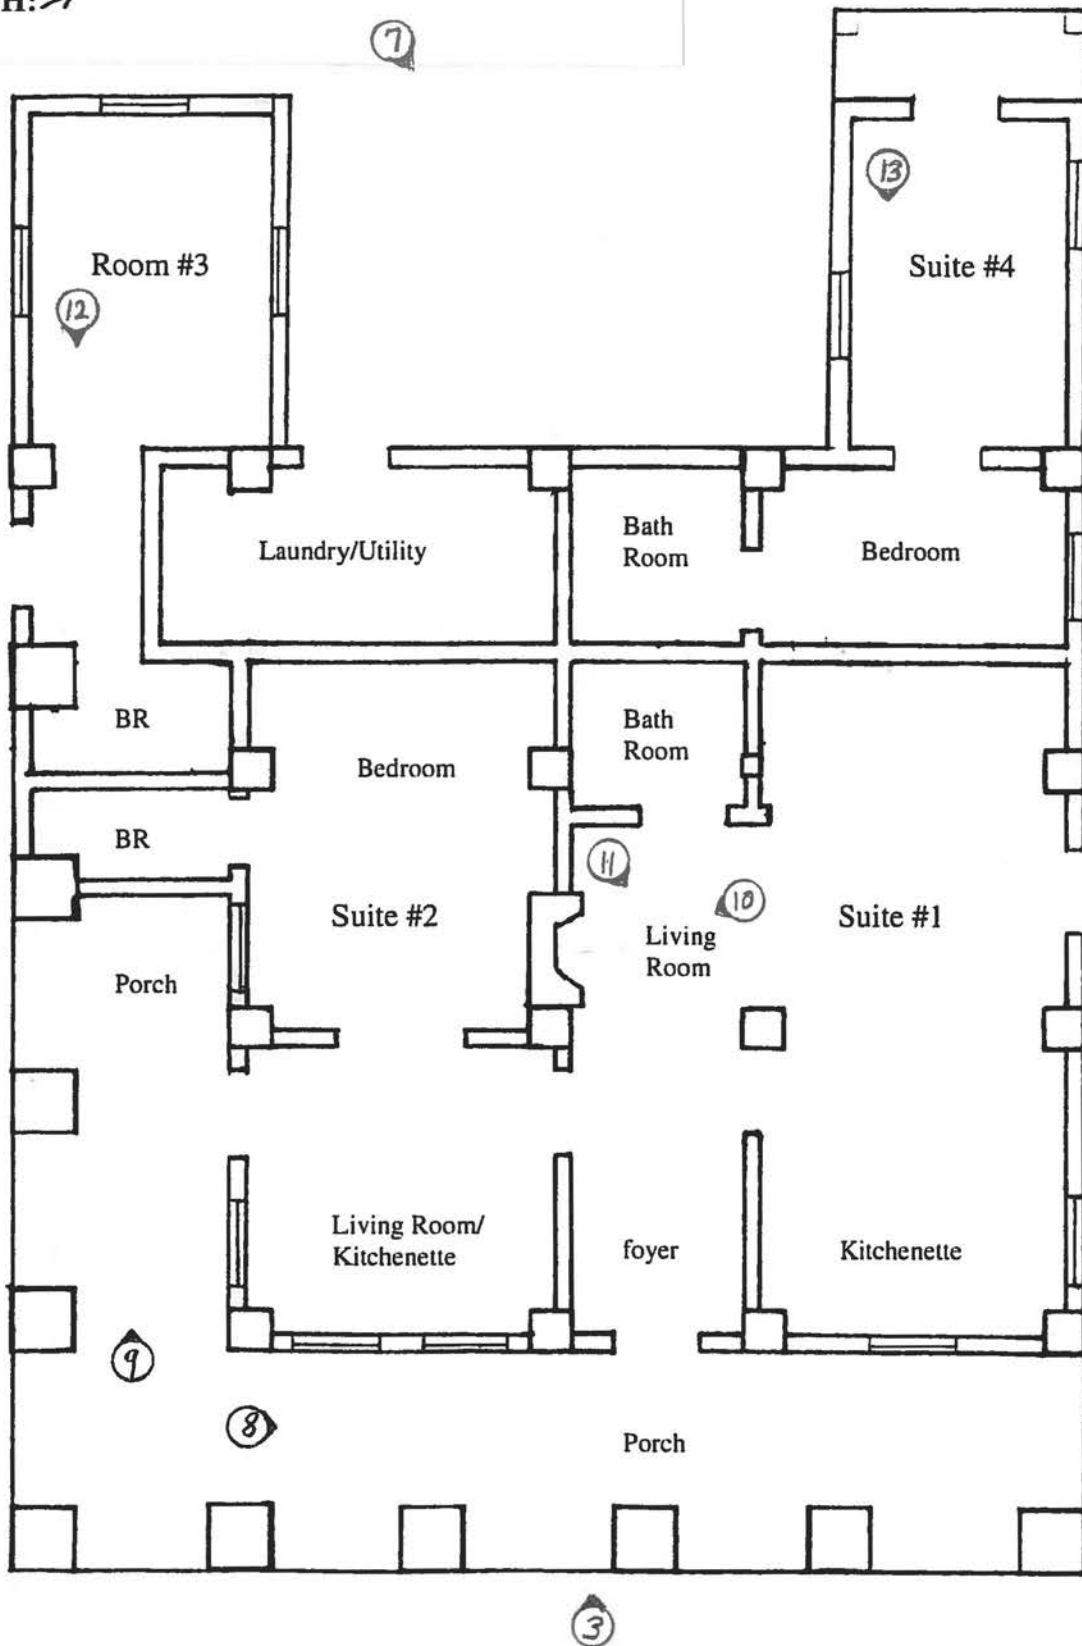 7
13
Room #3
Suite #4
12
Laundry/Utility
Bath
Room
Bedroom
BR
Bath
Room
Bedroom
BR
11
10
Suite #2
Suite #1
Living
Room
Porch
Living Room/
Kitchenette
foyer
Kitchenette
9
8
Porch
3